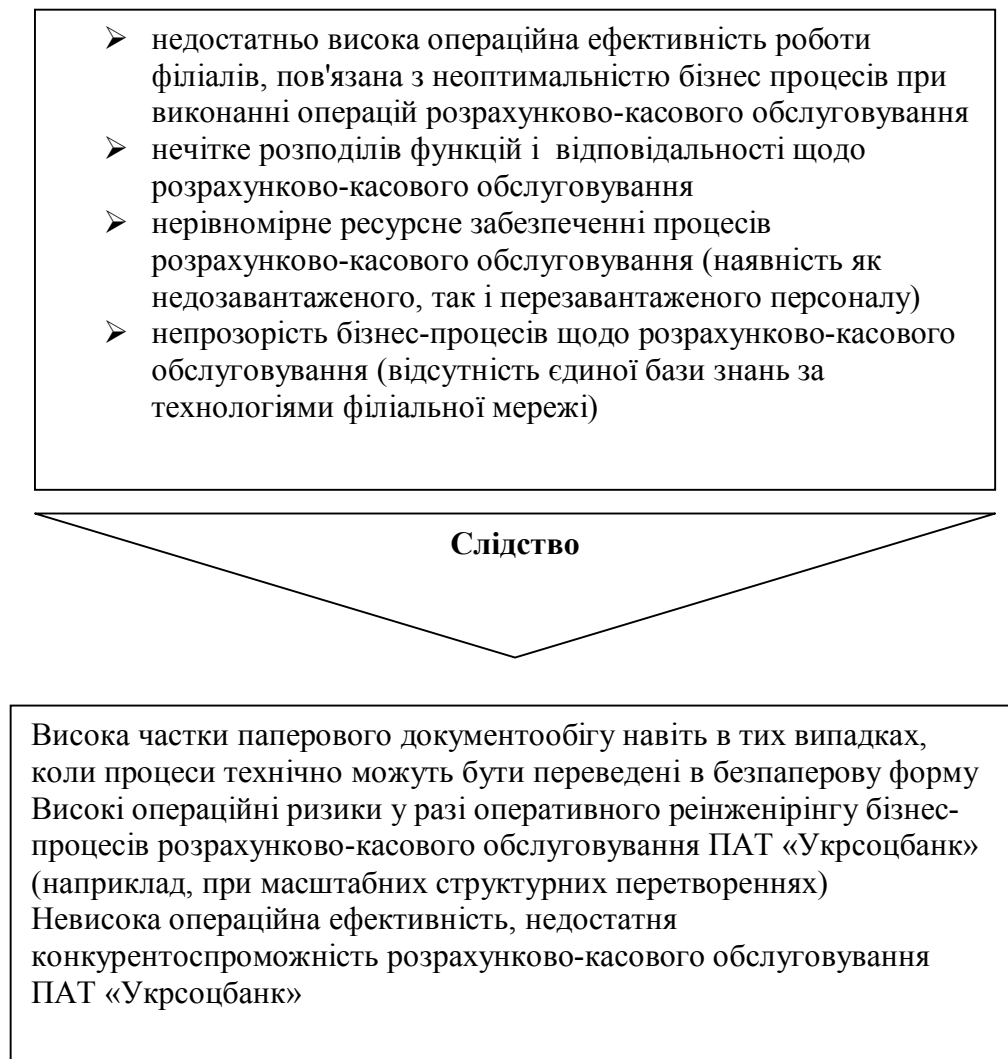 ➢ недостатньо висока операційна ефективність роботи
філіалів, пов'язана з неоптимальністю бізнес процесів при
виконанні операцій розрахунково-касового обслуговування
➢ нечітке розподілів функцій і відповідальності щодо
розрахунково-касового обслуговування
➢ нерівномірне ресурсне забезпеченні процесів
розрахунково-касового обслуговування (наявність як
недозавантаженого, так і перезавантаженого персоналу)
➢ непрозорість бізнес-процесів щодо розрахунково-касового
обслуговування (відсутність єдиної бази знань за
технологіями філіальної мережі)
Слідство
Висока частки паперового документообігу навіть в тих випадках,
коли процеси технічно можуть бути переведені в безпаперову форму
Високі операційні ризики у разі оперативного реінженірінгу бізнес-
процесів розрахунково-касового обслуговування ПАТ «Укрсоцбанк»
(наприклад, при масштабних структурних перетвореннях)
Невисока операційна ефективність, недостатня
конкурентоспроможність розрахунково-касового обслуговування
ПАТ «Укрсоцбанк»